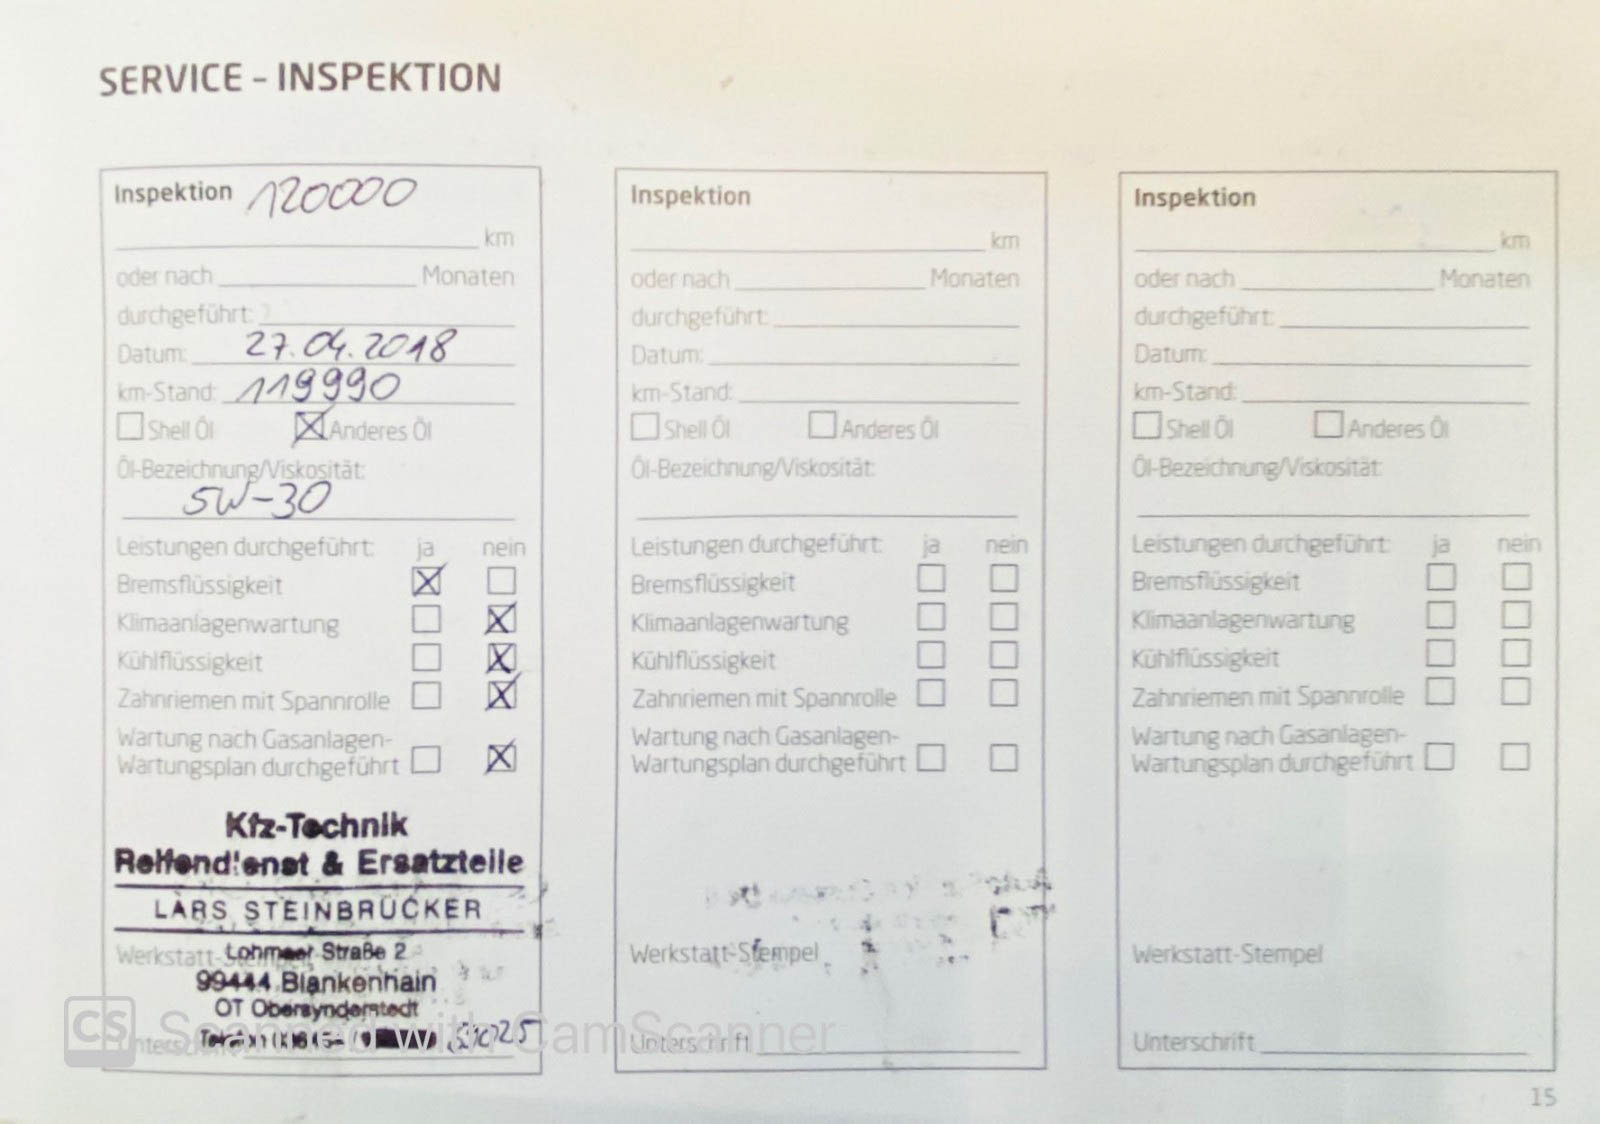 SERVICE - INSPEKTION
Inspektion 120000
km
oder nach Monaten
durchgeführt:
Datum: 27.04.2018
km-Stand: 119990
Shell Öl Anderes Öl
Öl-Bezeichnung/Viskosität:
5W-30
Leistungen durchgeführt: ja nein
Bremsflüssigkeit
Klimaanlagenwartung
Kühlflüssigkeit
Zahnriemen mit Spannrolle
Wartung nach Gasanlagen-
Wartungsplan durchgeführt
Kfz-Technik
Reifendienst & Ersatzteile
LARS STEINBRÜCKER
Werkstatt-Stempel
Straße 2
99444 Blankenhain
OT Obersynderstedt
Unterschrift
Inspektion
km
oder nach Monaten
durchgeführt:
Datum:
km-Stand:
Shell Öl Anderes Öl
Öl-Bezeichnung/Viskosität:
Leistungen durchgeführt: ja nein
Bremsflüssigkeit
Klimaanlagenwartung
Kühlflüssigkeit
Zahnriemen mit Spannrolle
Wartung nach Gasanlagen-
Wartungsplan durchgeführt
Werkstatt-Stempel
Unterschrift
Inspektion
km
oder nach Monaten
durchgeführt:
Datum:
km-Stand:
Shell Öl Anderes Öl
Öl-Bezeichnung/Viskosität:
Leistungen durchgeführt: ja nein
Bremsflüssigkeit
Klimaanlagenwartung
Kühlflüssigkeit
Zahnriemen mit Spannrolle
Wartung nach Gasanlagen-
Wartungsplan durchgeführt
Werkstatt-Stempel
Unterschrift
CS Scanned with CamScanner
15